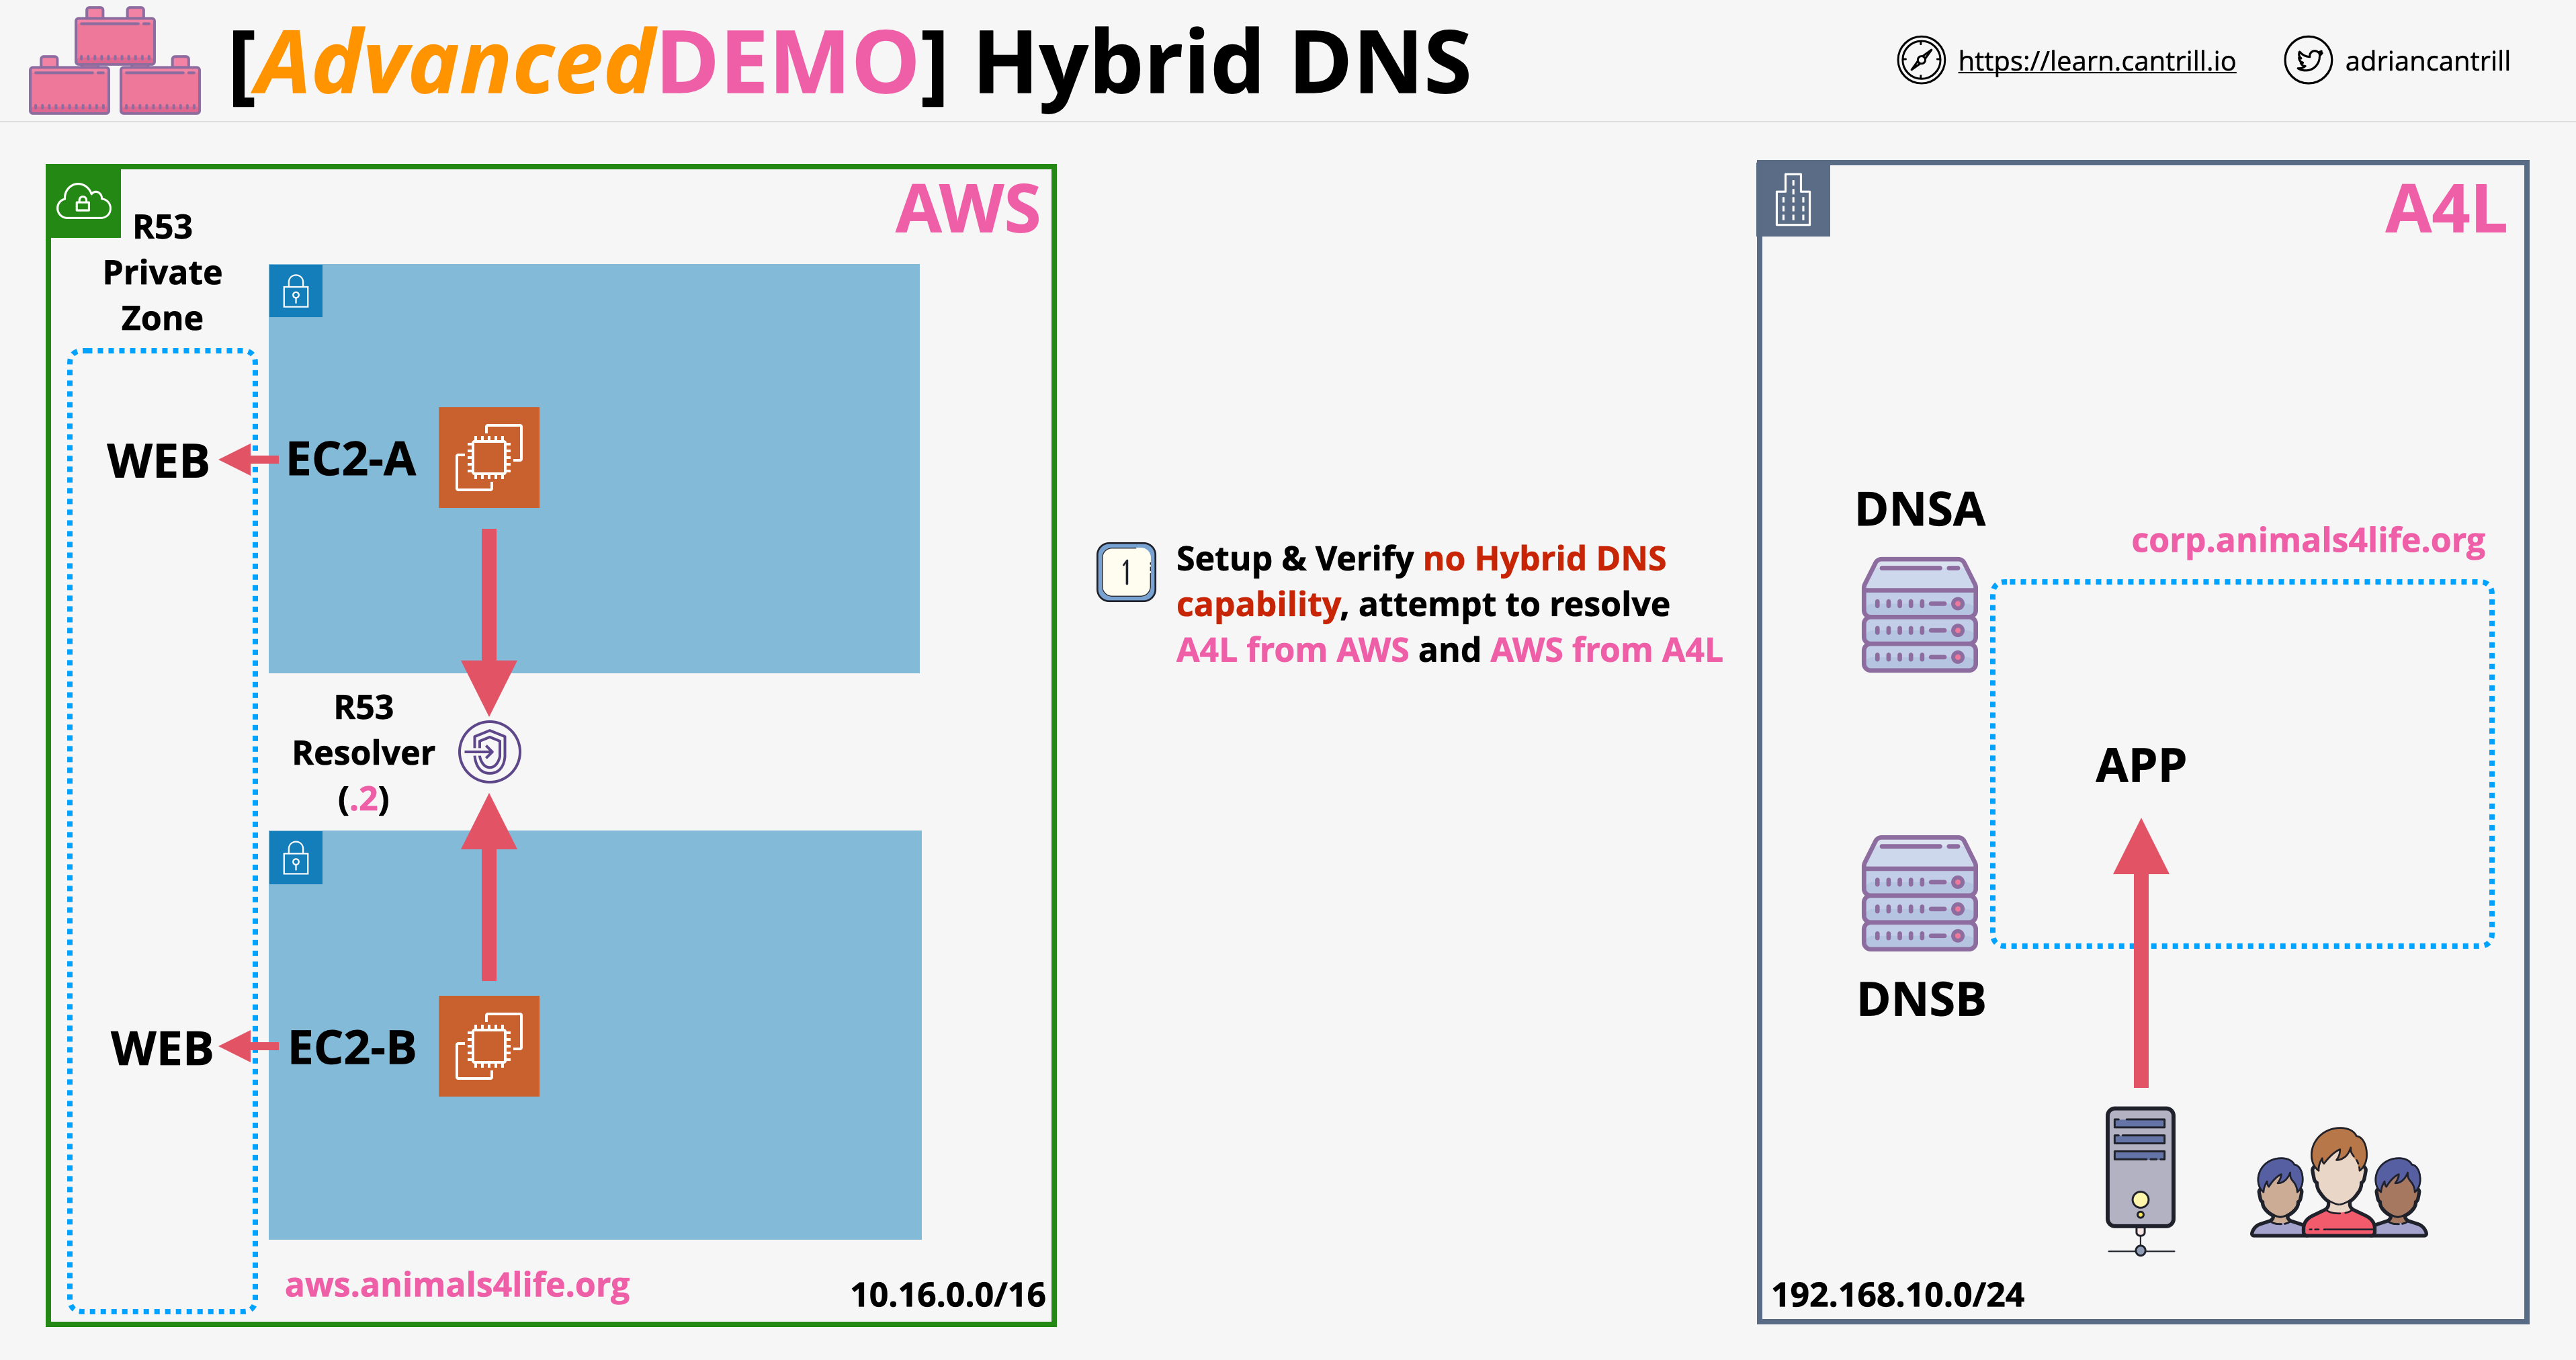 [AdvancedDEMO] Hybrid DNS
https://learn.cantrill.io
adriancantrill
AWS
R53
Private
Zone
WEB
EC2-A
R53
Resolver
(.2)
WEB
EC2-B
aws.animals4life.org
10.16.0.0/16
1
Setup & Verify no Hybrid DNS
capability, attempt to resolve
A4L from AWS and AWS from A4L
A4L
DNSA
corp.animals4life.org
APP
DNSB
192.168.10.0/24